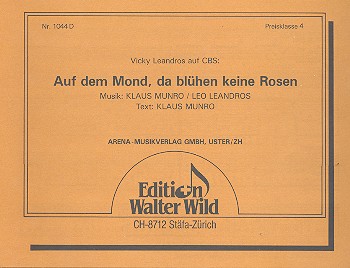 Nr. 1044 D Preisklasse 4
Vicky Leandros auf CBS:
Auf dem Mond, da blühen keine Rosen
Musik: KLAUS MUNRO / LEO LEANDROS
Text: KLAUS MUNRO
ARENA-MUSIKVERLAG GMBH, USTER/ZH
Edition
Walter Wild
CH-8712 Stäfa-Zürich